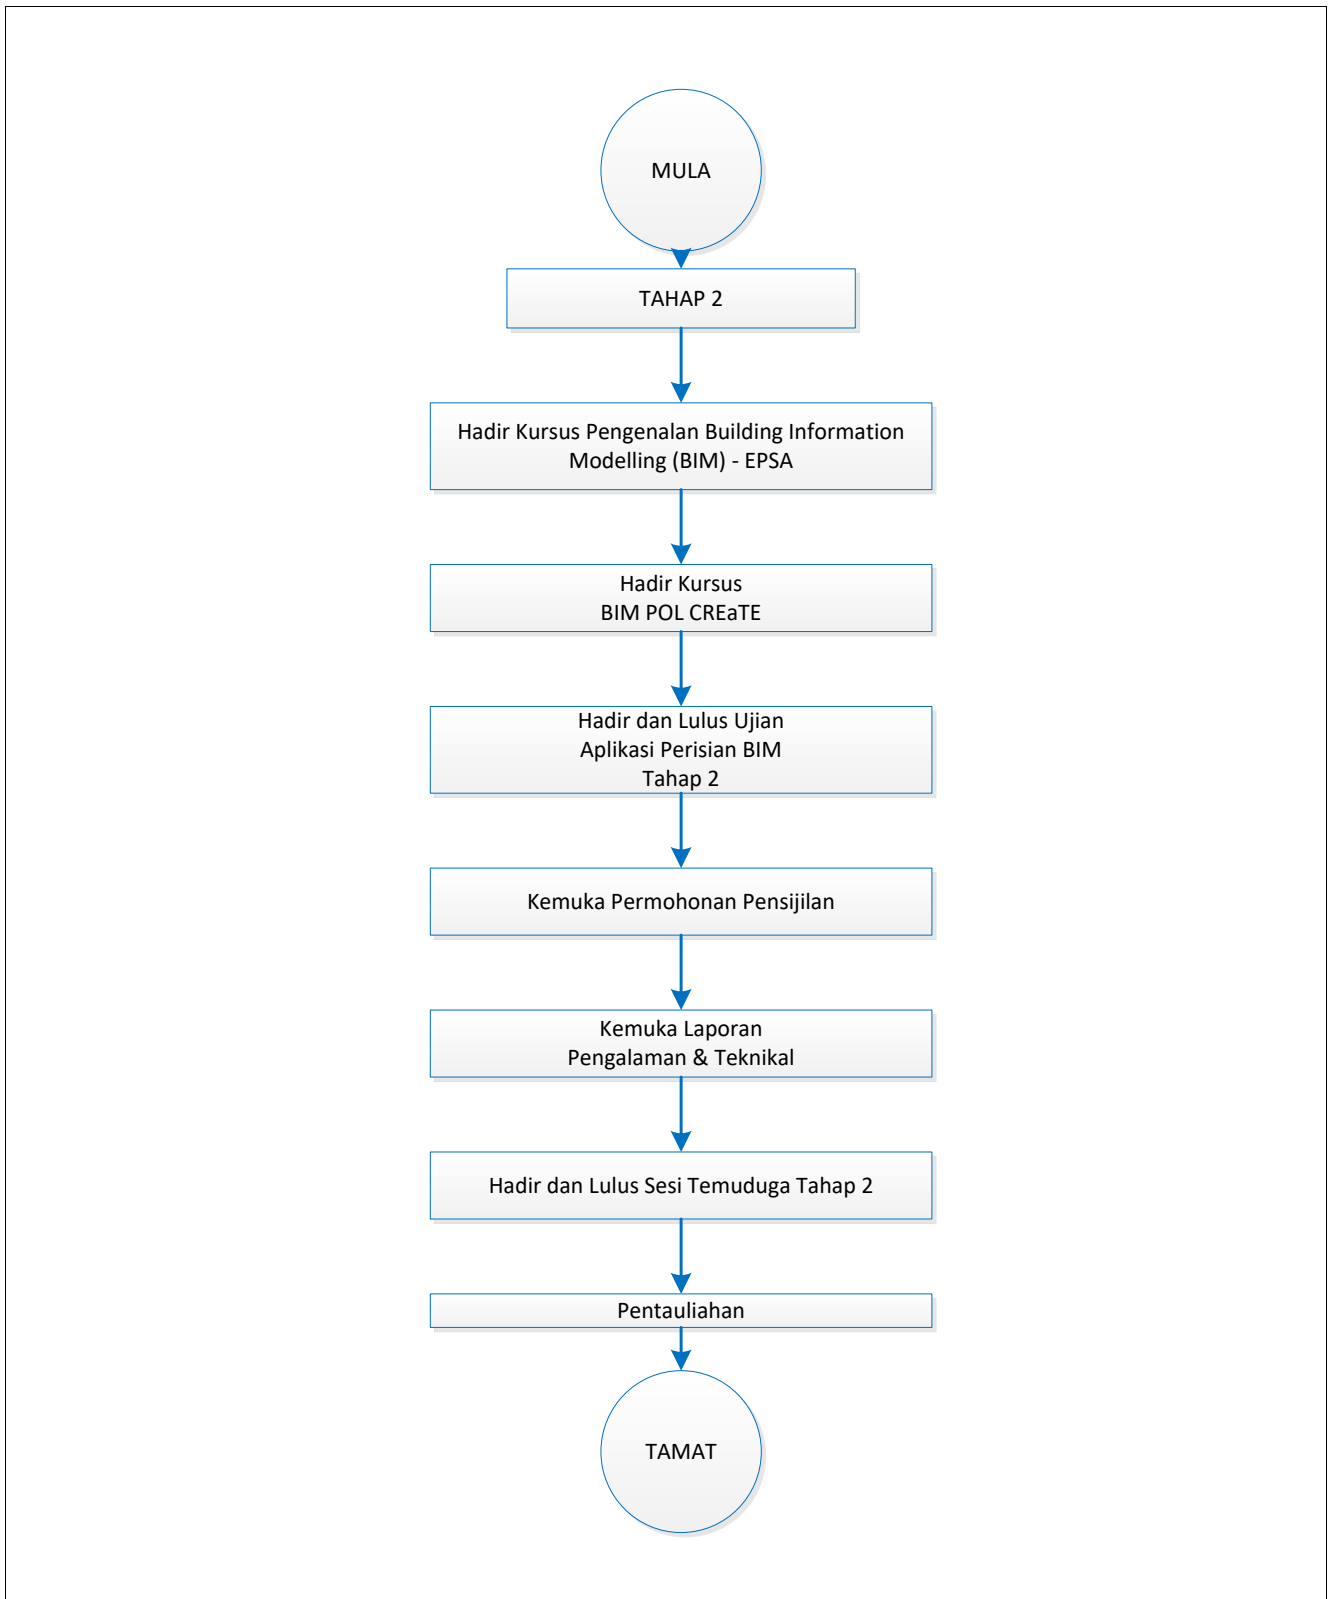 MULA
TAHAP 2
Hadir Kursus Pengenalan Building Information
Modelling (BIM) - EPSA
Hadir Kursus
BIM POL CREaTE
Hadir dan Lulus Ujian
Aplikasi Perisian BIM
Tahap 2
Kemuka Permohonan Pensijilan
Kemuka Laporan
Pengalaman & Teknikal
Hadir dan Lulus Sesi Temuduga Tahap 2
Pentauliahan
TAMAT